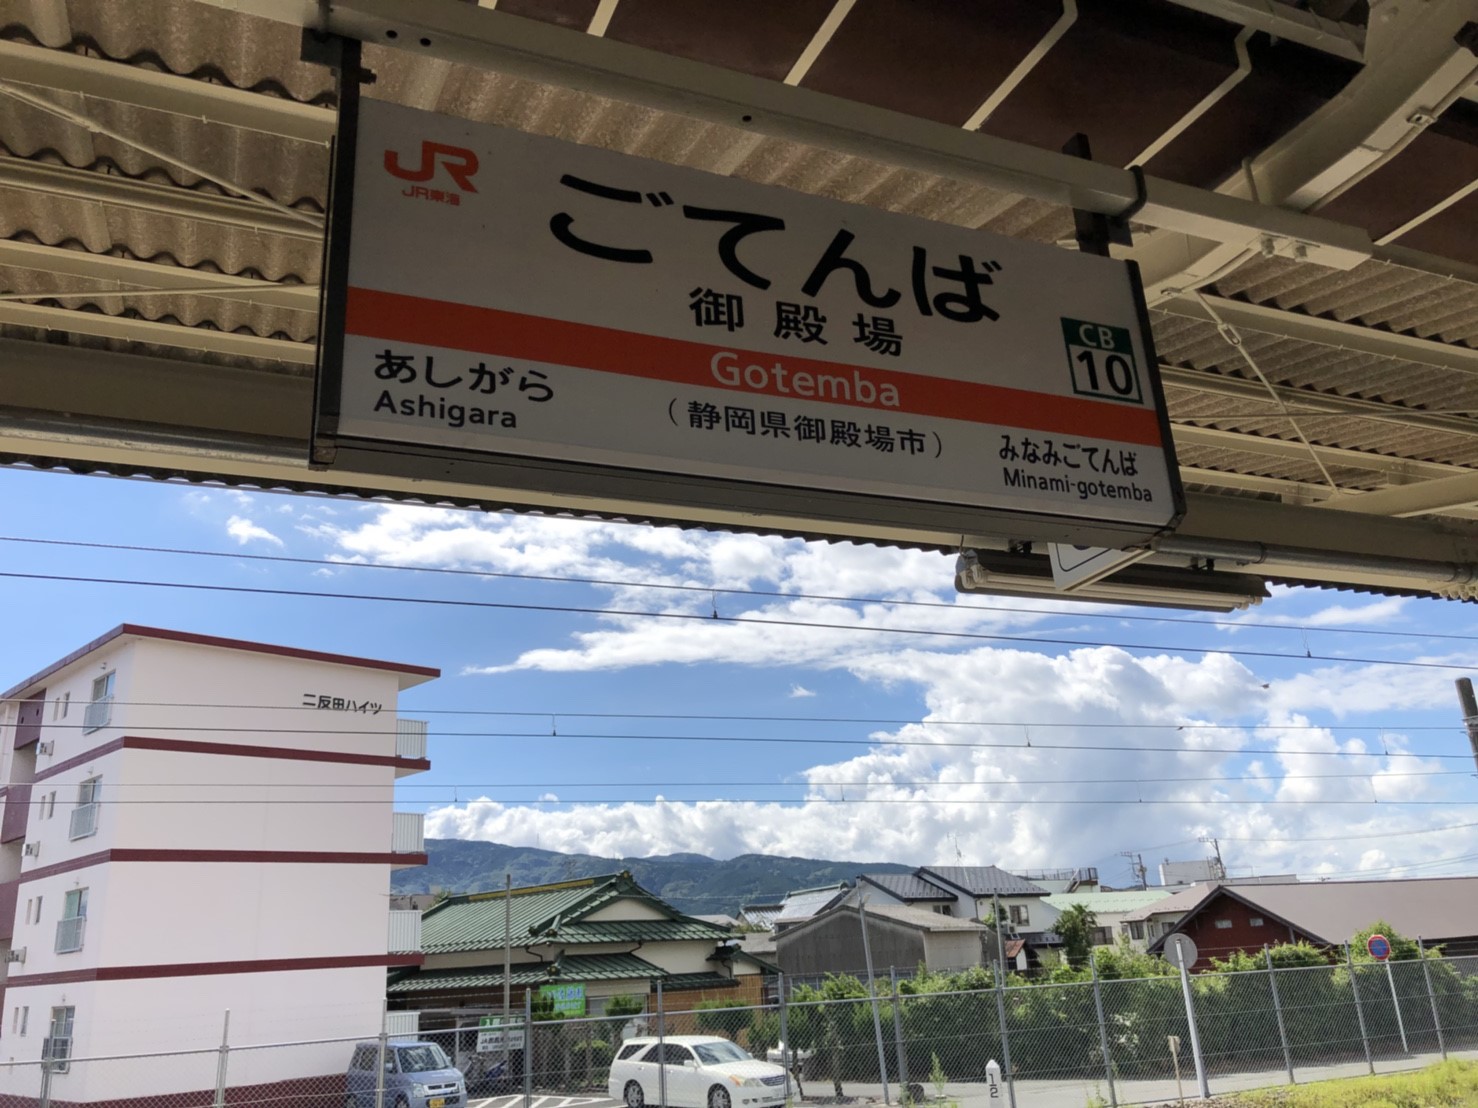 JR
JR東海
ごてんば
御殿場
CB
10
Gotemba
あしがら
Ashigara
（静岡県御殿場市）
みなみごてんば
Minami-gotemba
二反田ハイツ
12